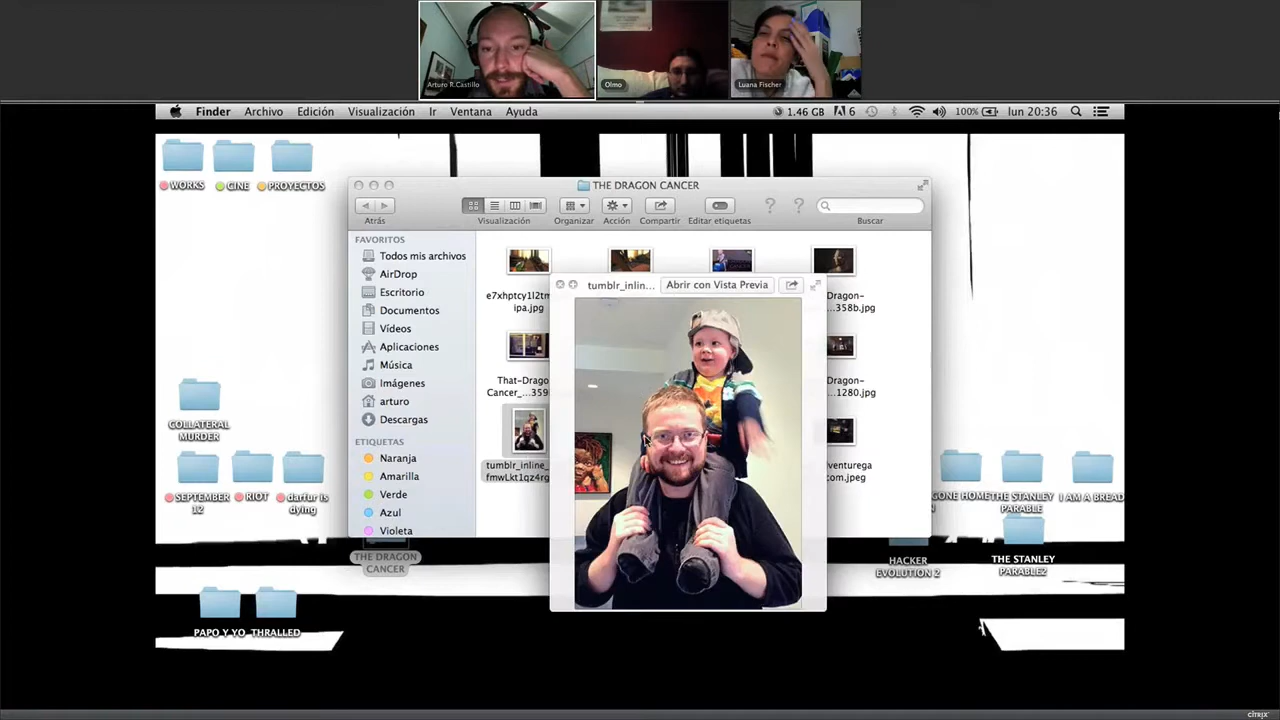 Arturo R.Castillo
Olmo
Luana Fischer
Finder Archivo Edición Visualización Ir Ventana Ayuda
1.46 GB
6
100%
lun 20:36
WORKS
CINE
PROYECTOS
THE DRAGON CANCER
Atrás
Visualización
Organizar
Acción
Compartir
Editar etiquetas
Buscar
FAVORITOS
Todos mis archivos
AirDrop
Escritorio
Documentos
Vídeos
Aplicaciones
Música
Imágenes
arturo
Descargas
ETIQUETAS
Naranja
Amarilla
Verde
Azul
Violeta
ipa.jpg
Dragon-
...358b.jpg
That-Dragon
Cancer_...359
Dragon-
...1280.jpg
tumblr_inline_
fmwLkt1qz4rg
venturega
com.jpeg
tumblr_inlin...
Abrir con Vista Previa
COLLATERAL
MURDER
SEPTEMBER
12
RIOT
darfur is
dying
GONE HOME
THE STANLEY
PARABLE
I AM A BREAD
THE DRAGON
CANCER
HACKER
EVOLUTION 2
THE STANLEY
PARABLE2
PAPO Y YO
THRALLED
CITRIX